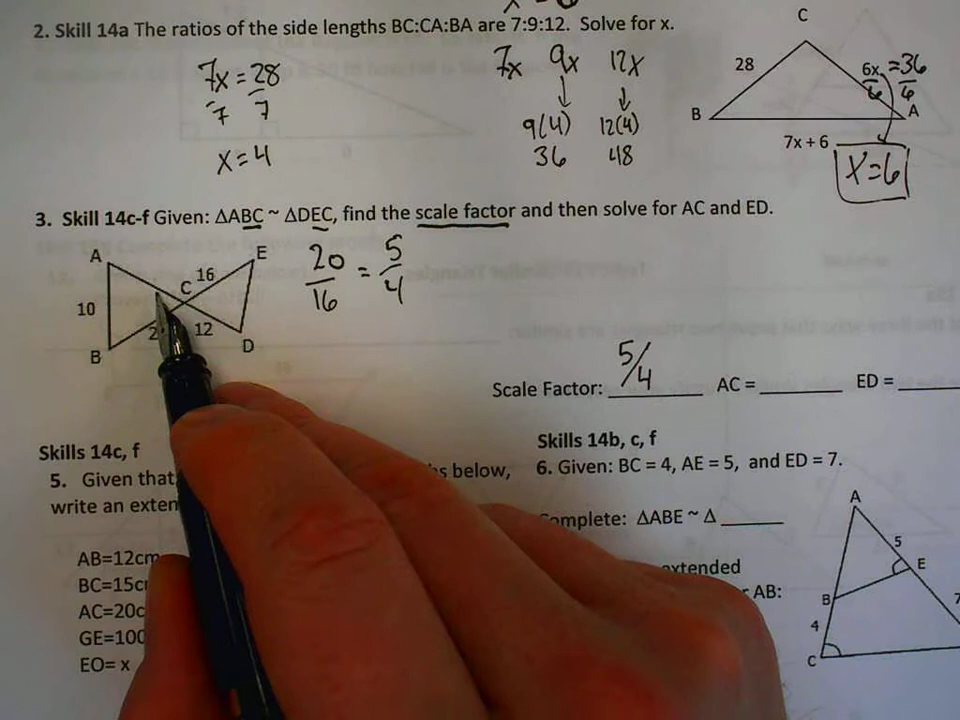 2. Skill 14a The ratios of the side lengths BC:CA:BA are 7:9:12. Solve for x.
7x = 28
7 7
x = 4
7x 9x 12x
9(4) 12(4)
36 48
C
28
6x = 36
6 6
B
A
7x + 6
x = 6
3. Skill 14c-f Given: ΔABC ~ ΔDEC, find the scale factor and then solve for AC and ED.
A
E
C
16
10
12
B
D
20
16
=
5
4
Scale Factor: 5/4 AC = ED =
Skills 14c, f
5. Given that
below,
write an exten
AB=12cm
BC=15c
AC=20c
GE=100
EO= x
Skills 14b, c, f
6. Given: BC = 4, AE = 5, and ED = 7.
omplete: ΔABE ~ Δ
extended
AB:
A
5
E
B
7
4
C